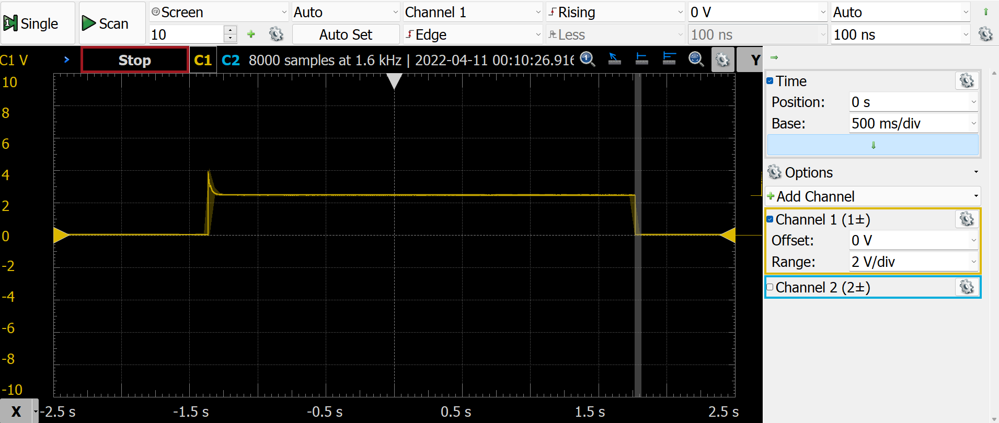 Single
Scan
Screen
Auto
Channel 1
Rising
0 V
Auto
10
Auto Set
Edge
Less
100 ns
100 ns
C1 V
Stop
C1
C2
8000 samples at 1.6 kHz | 2022-04-11 00:10:26.916
Y
10
8
6
4
2
0
-2
-4
-6
-8
-10
X
-2.5 s
-1.5 s
-0.5 s
0.5 s
1.5 s
2.5 s
Time
Position:
0 s
Base:
500 ms/div
Options
Add Channel
Channel 1 (1±)
Offset:
0 V
Range:
2 V/div
Channel 2 (2±)